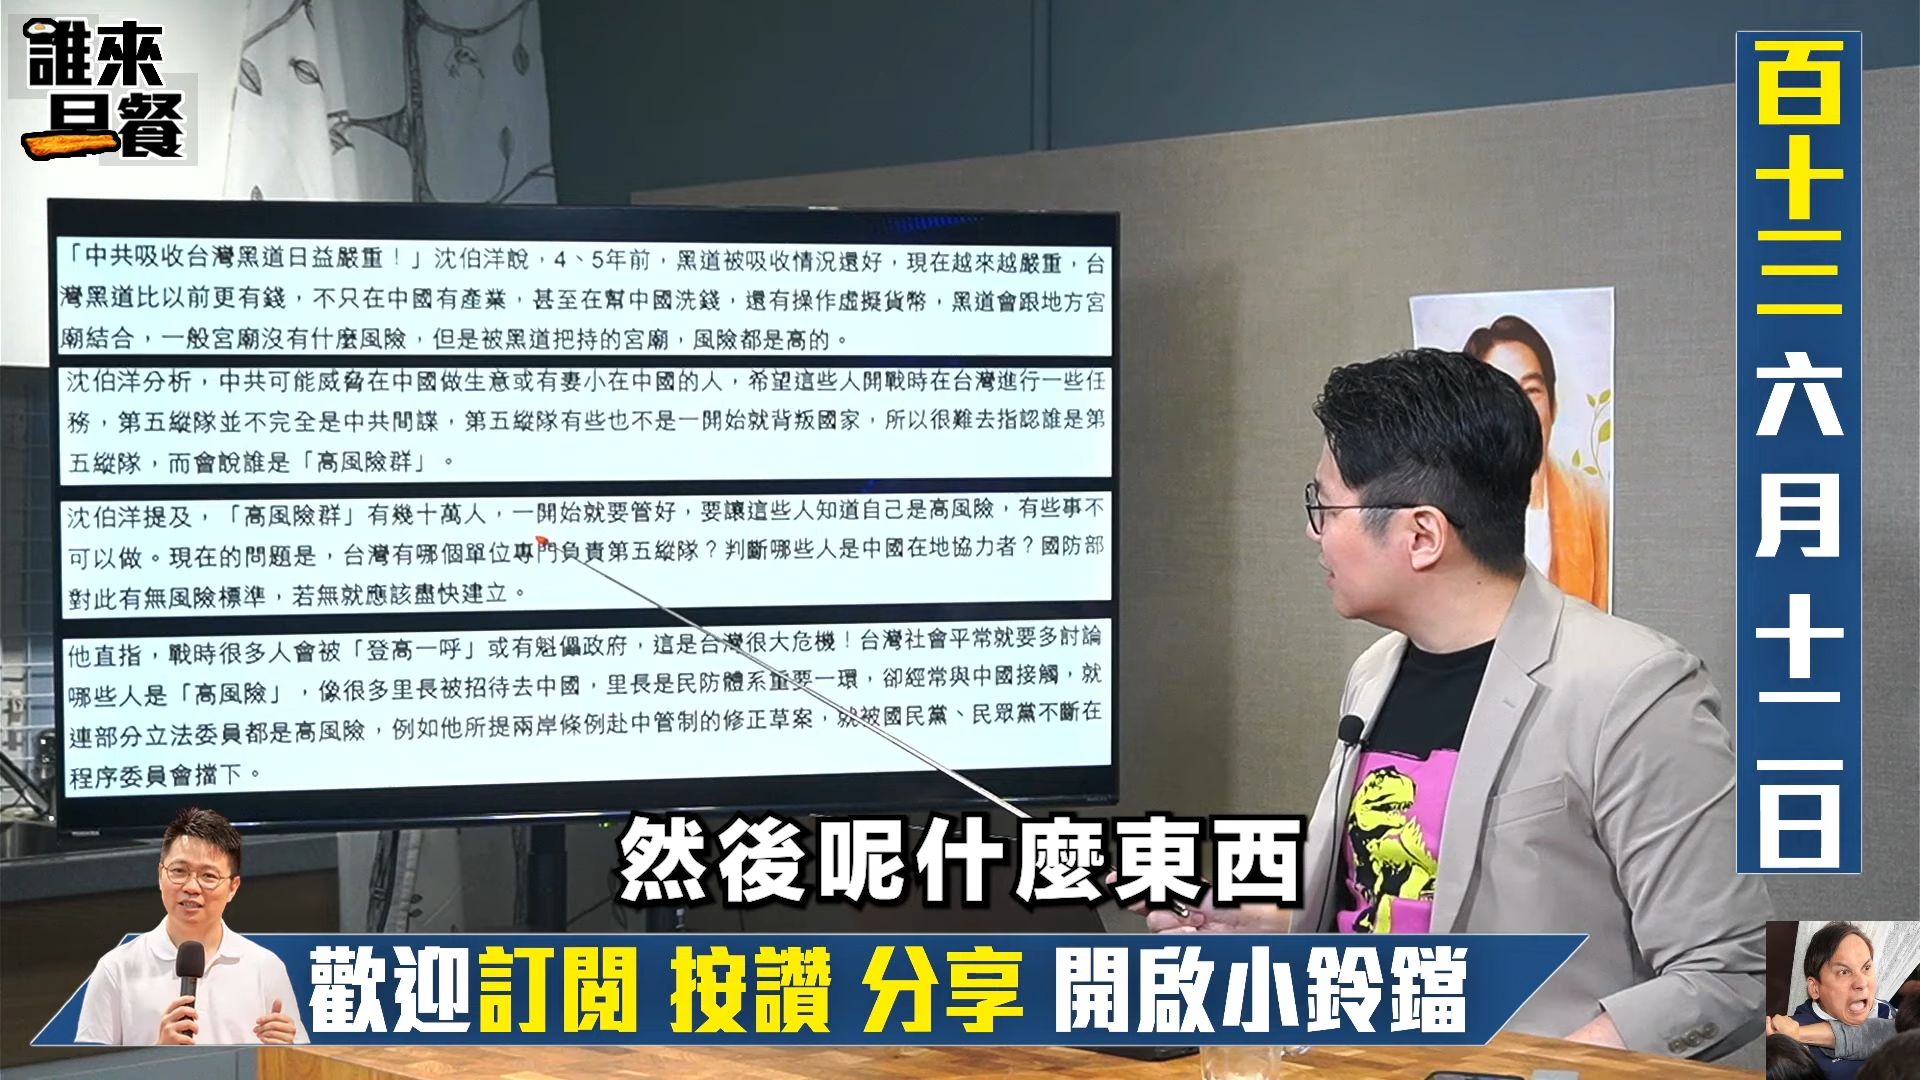 誰來
早餐
「中共吸收台灣黑道日益嚴重！」沈伯洋說，4、5年前，黑道被吸收情況還好，現在越來越嚴重，台
灣黑道比以前更有錢，不只在中國有產業，甚至在幫中國洗錢，還有操作虛擬貨幣，黑道會跟地方宮
廟結合，一般宮廟沒有什麼風險，但是被黑道把持的宮廟，風險都是高的。
沈伯洋分析，中共可能威脅在中國做生意或有妻小在中國的人，希望這些人開戰時在台灣進行一些任
務，第五縱隊並不完全是中共間諜，第五縱隊有些也不是一開始就背叛國家，所以很難去指認誰是第
五縱隊，而會說誰是「高風險群」。
沈伯洋提及，「高風險群」有幾十萬人，一開始就要管好，要讓這些人知道自己是高風險，有些事不
可以做。現在的問題是，台灣有哪個單位專門負責第五縱隊？判斷哪些人是中國在地協力者？國防部
對此有無風險標準，若無就應該盡快建立。
他直指，戰時很多人會被「登高一呼」或有魁儡政府，這是台灣很大危機！台灣社會平常就要多討論
哪些人是「高風險」，像很多里長被招待去中國，里長是民防體系重要一環，卻經常與中國接觸，就
連部分立法委員都是高風險，例如他所提兩岸條例赴中管制的修正草案，就被國民黨、民眾黨不斷在
程序委員會擋下。
百十三六月十二日
然後呢什麼東西
歡迎訂閱 按讚 分享 開啟小鈴鐺